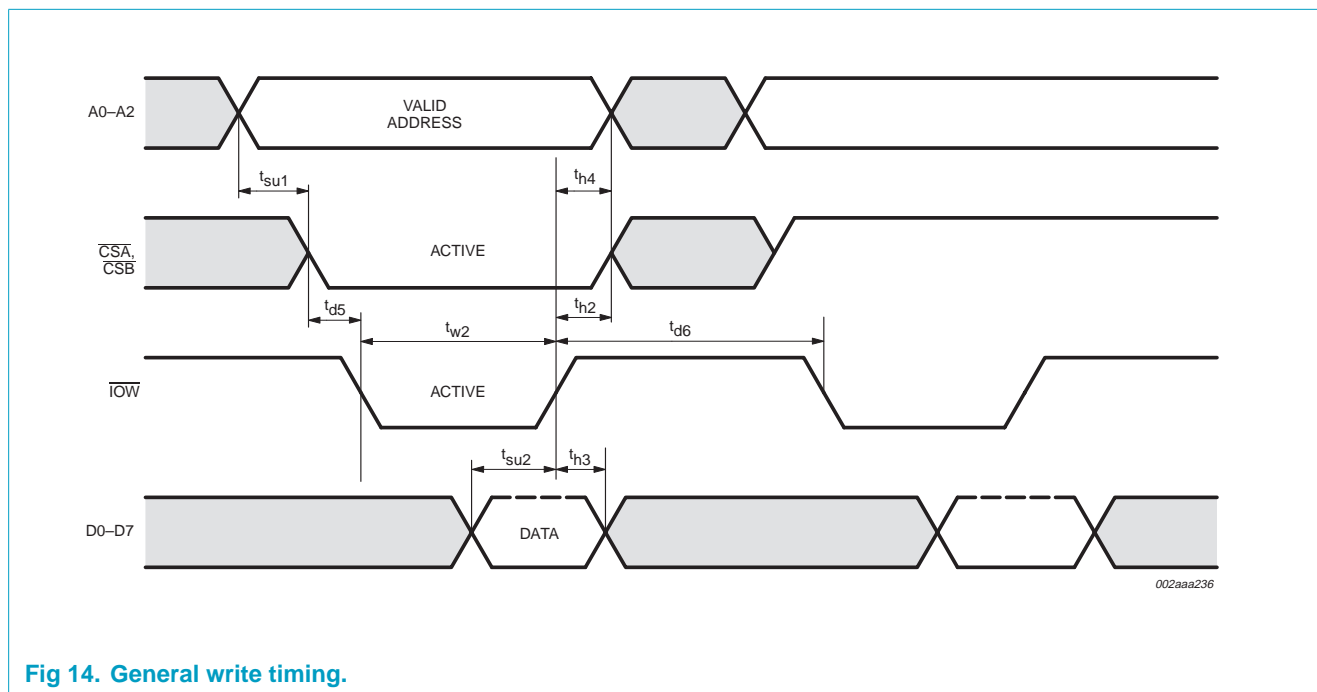 A0–A2
VALID
ADDRESS
tsu1
th4
CSA,
CSB
ACTIVE
td5
th2
tw2
td6
IOW
ACTIVE
tsu2
th3
D0–D7
DATA
002aaa236
Fig 14. General write timing.